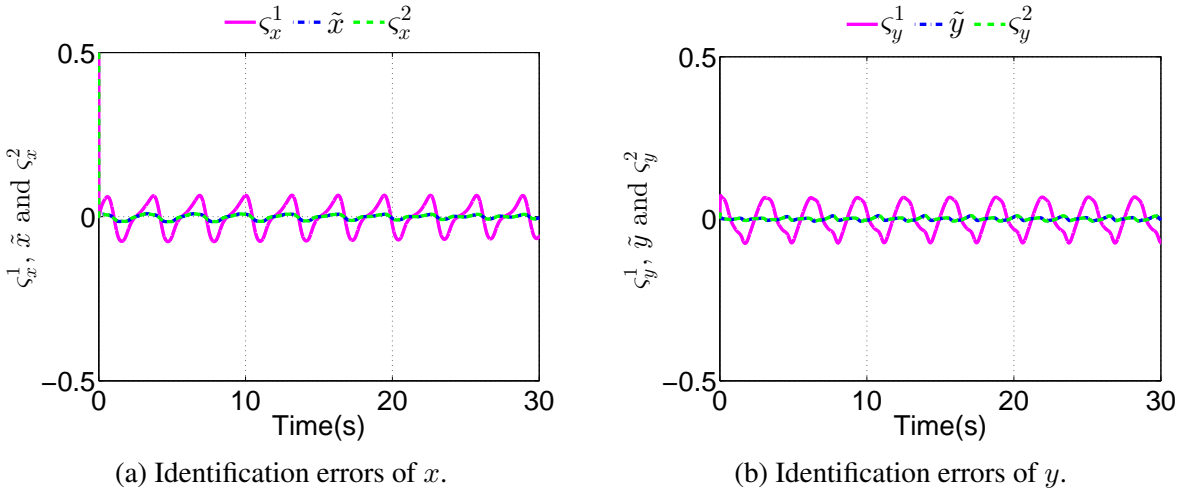 ς_x^1 x̃ ς_x^2
0.5
0
−0.5
ς_x^1, x̃ and ς_x^2
0 10 20 30
Time(s)
(a) Identification errors of x.
ς_y^1 ỹ ς_y^2
0.5
0
−0.5
ς_y^1, ỹ and ς_y^2
0 10 20 30
Time(s)
(b) Identification errors of y.